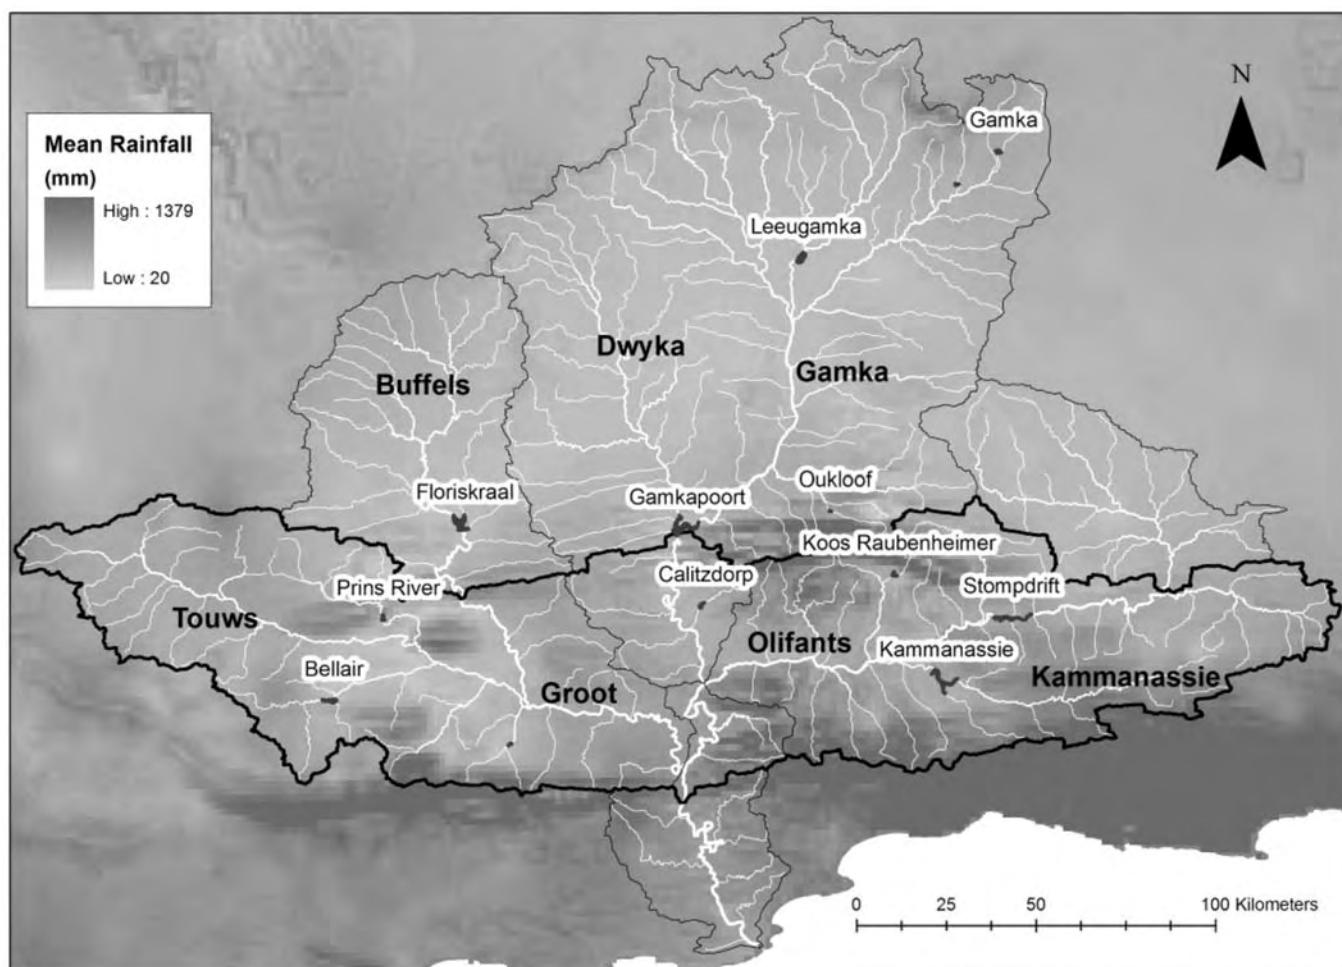 N
Gamka
Mean Rainfall
(mm)
High : 1379
Low : 20
Leeugamka
Dwyka
Gamka
Buffels
Oukloof
Floriskraal
Gamkapoort
Koos Raubenheimer
Calitzdorp
Stompdrift
Prins River
Touws
Olifants
Kammanassie
Bellair
Groot
Kammanassie
0 25 50 100 Kilometers